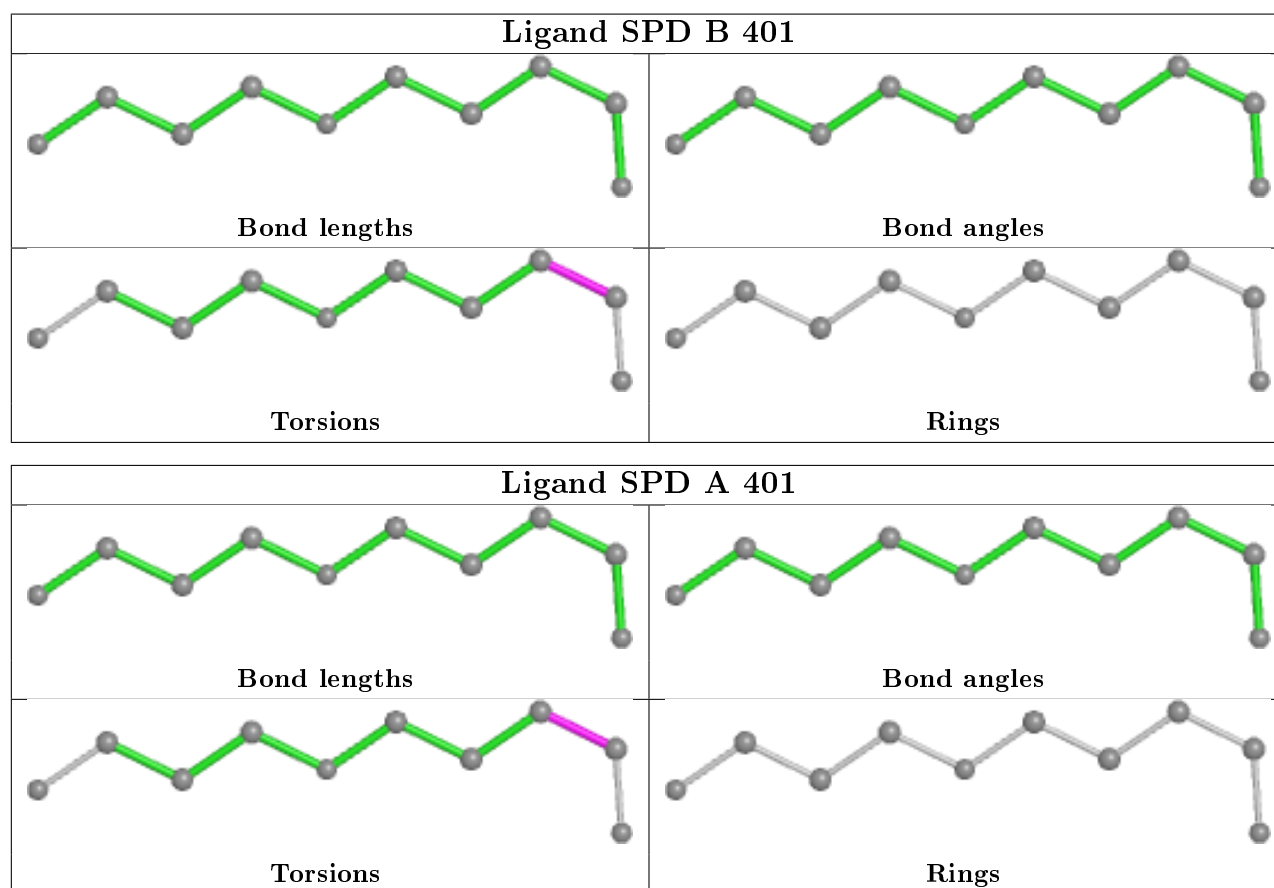 Ligand SPD B 401
Bond lengths
Bond angles
Torsions
Rings
Ligand SPD A 401
Bond lengths
Bond angles
Torsions
Rings